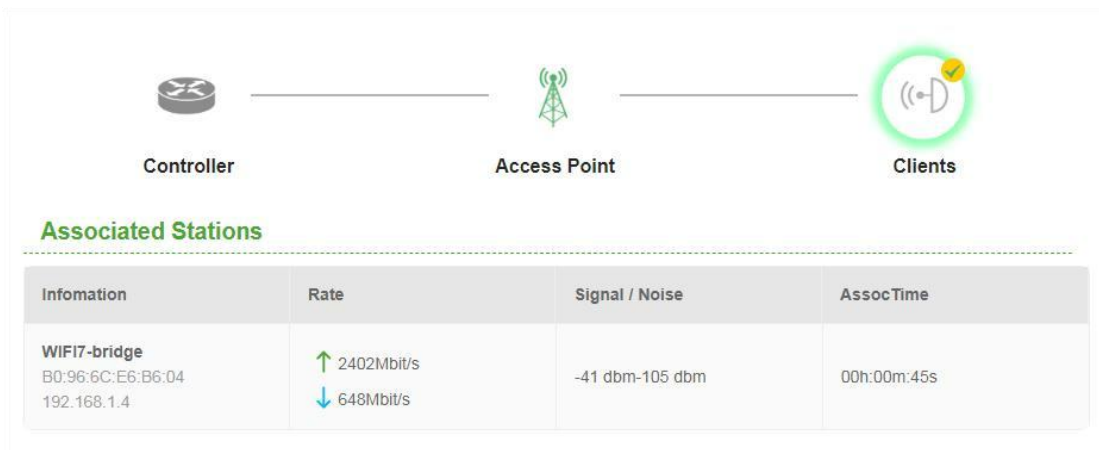 Controller
Access Point
Clients
Associated Stations
Infomation
Rate
Signal / Noise
AssocTime
WIFI7-bridge
B0:96:6C:E6:B6:04
192.168.1.4
2402Mbit/s
648Mbit/s
-41 dbm-105 dbm
00h:00m:45s